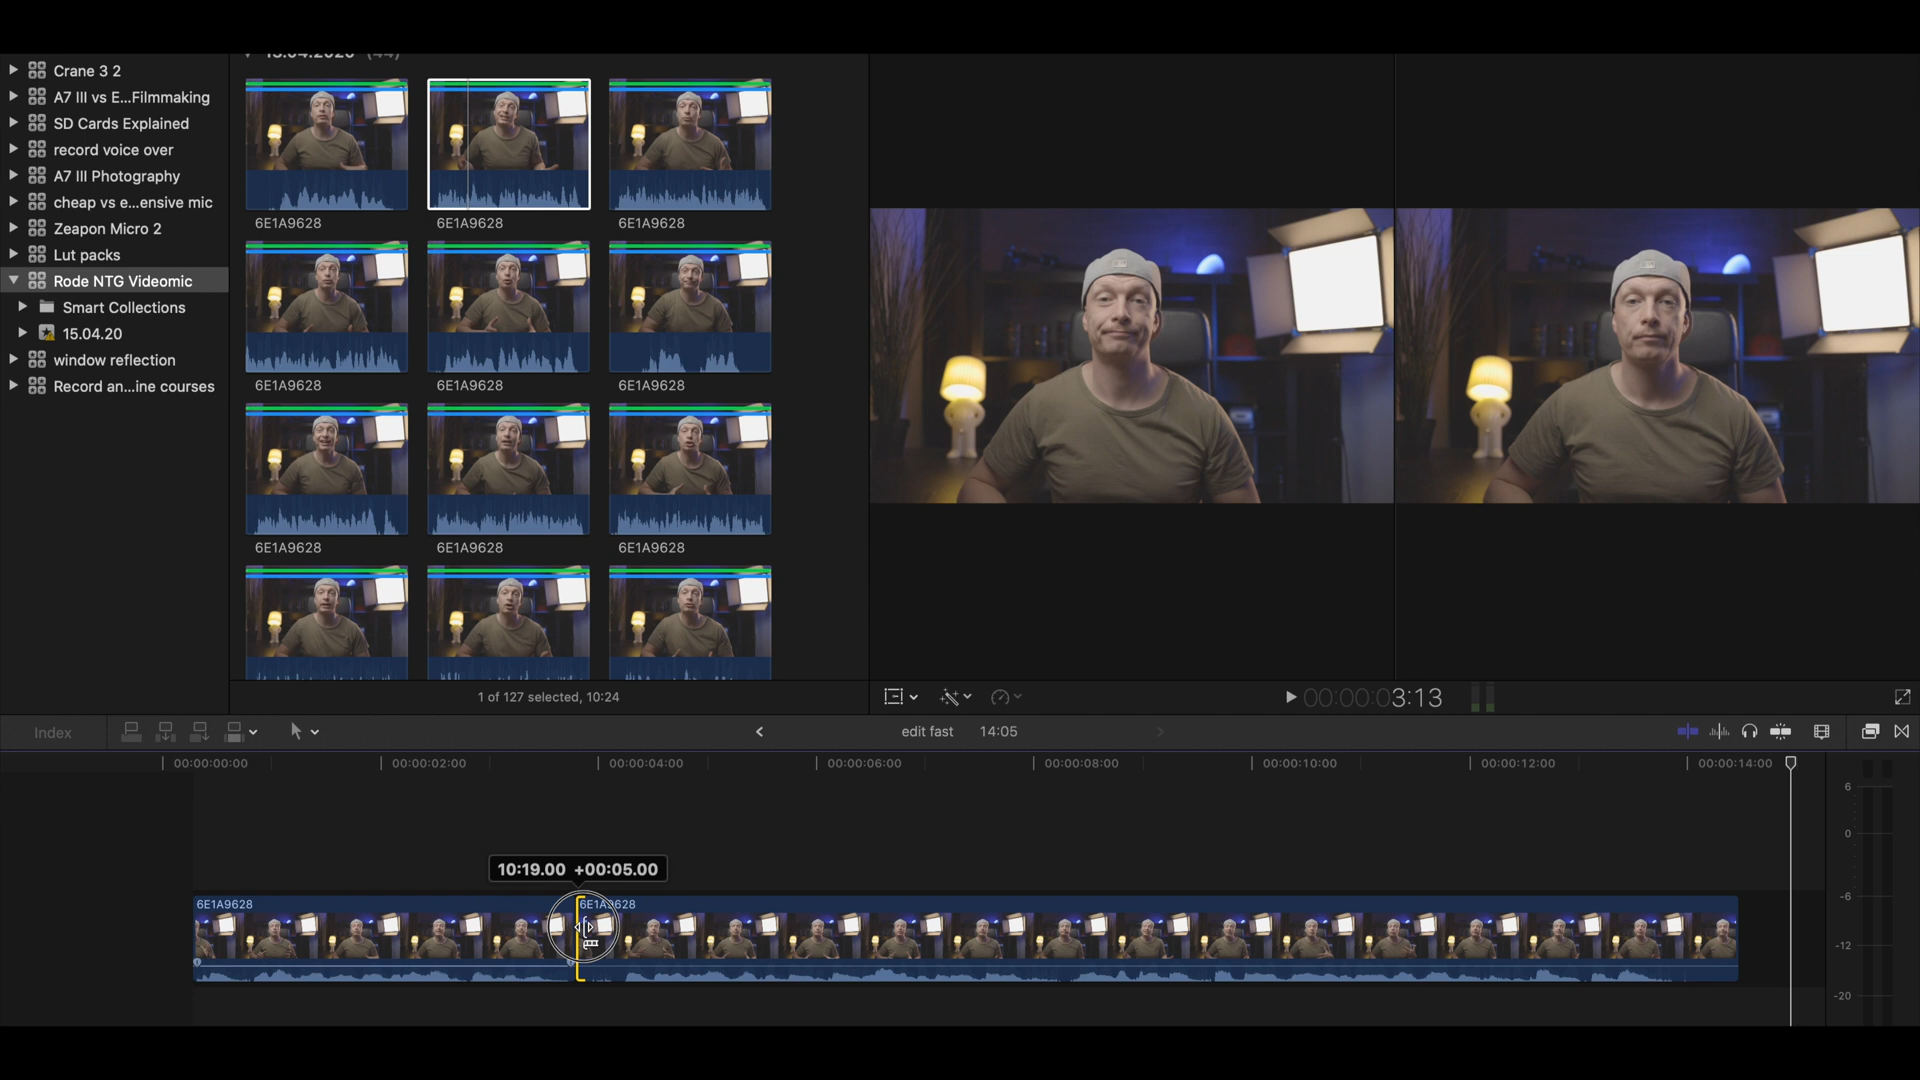 Crane 3 2
A7 III vs E...Filmmaking
SD Cards Explained
record voice over
A7 III Photography
cheap vs e...ensive mic
Zeapon Micro 2
Lut packs
Rode NTG Videomic
Smart Collections
15.04.20
window reflection
Record an...ine courses
6E1A9628
6E1A9628
6E1A9628
6E1A9628
6E1A9628
6E1A9628
6E1A9628
6E1A9628
6E1A9628
1 of 127 selected, 10:24
00:00:03:13
Index
edit fast
14:05
00:00:00:00
00:00:02:00
00:00:04:00
00:00:06:00
00:00:08:00
00:00:10:00
00:00:12:00
00:00:14:00
6
0
-6
-12
-20
10:19.00 +00:05.00
6E1A9628
6E1A9628